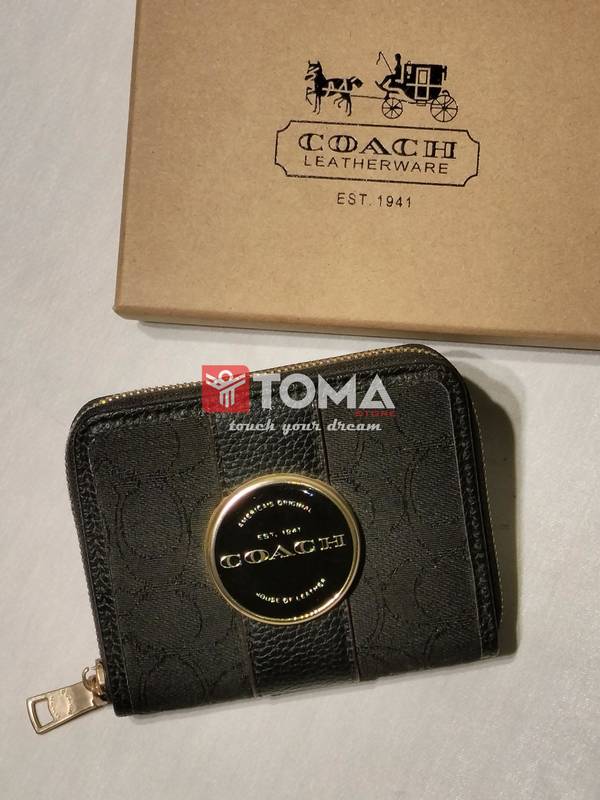 COACH
LEATHERWARE
EST. 1941
TOMA
STORE
touch your dream
AMERICA'S ORIGINAL
EST. 1941
COACH
HOUSE OF LEATHER